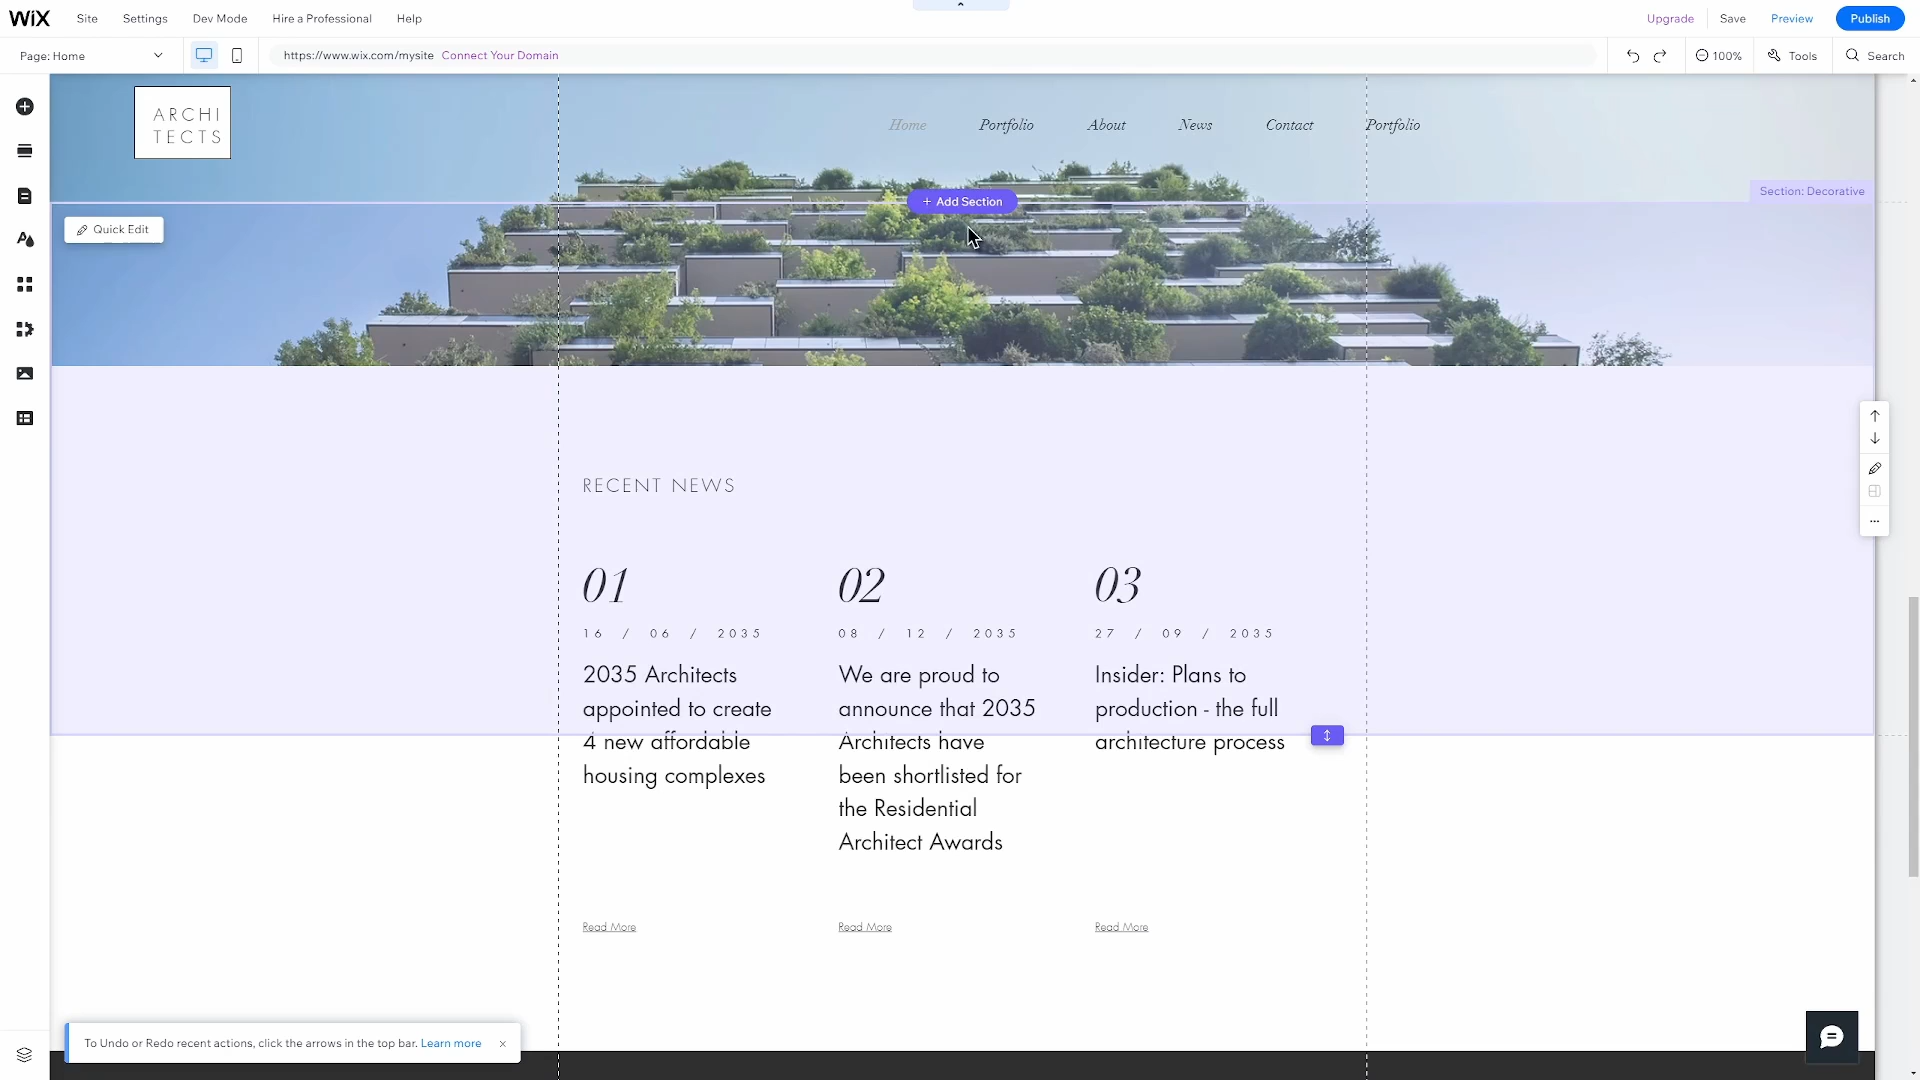 WiX Site Settings Dev Mode Hire a Professional Help Upgrade Save Preview Publish
Page: Home https://www.wix.com/mysite Connect Your Domain 100% Tools Search
ARCHI
TECTS
Home Portfolio About News Contact Portfolio
Section: Decorative
+ Add Section
Quick Edit
RECENT NEWS
01
16 / 06 / 2035
2035 Architects
appointed to create
4 new affordable
housing complexes
Read More
02
08 / 12 / 2035
We are proud to
announce that 2035
Architects have
been shortlisted for
the Residential
Architect Awards
Read More
03
27 / 09 / 2035
Insider: Plans to
production - the full
architecture process
Read More
To Undo or Redo recent actions, click the arrows in the top bar. Learn more